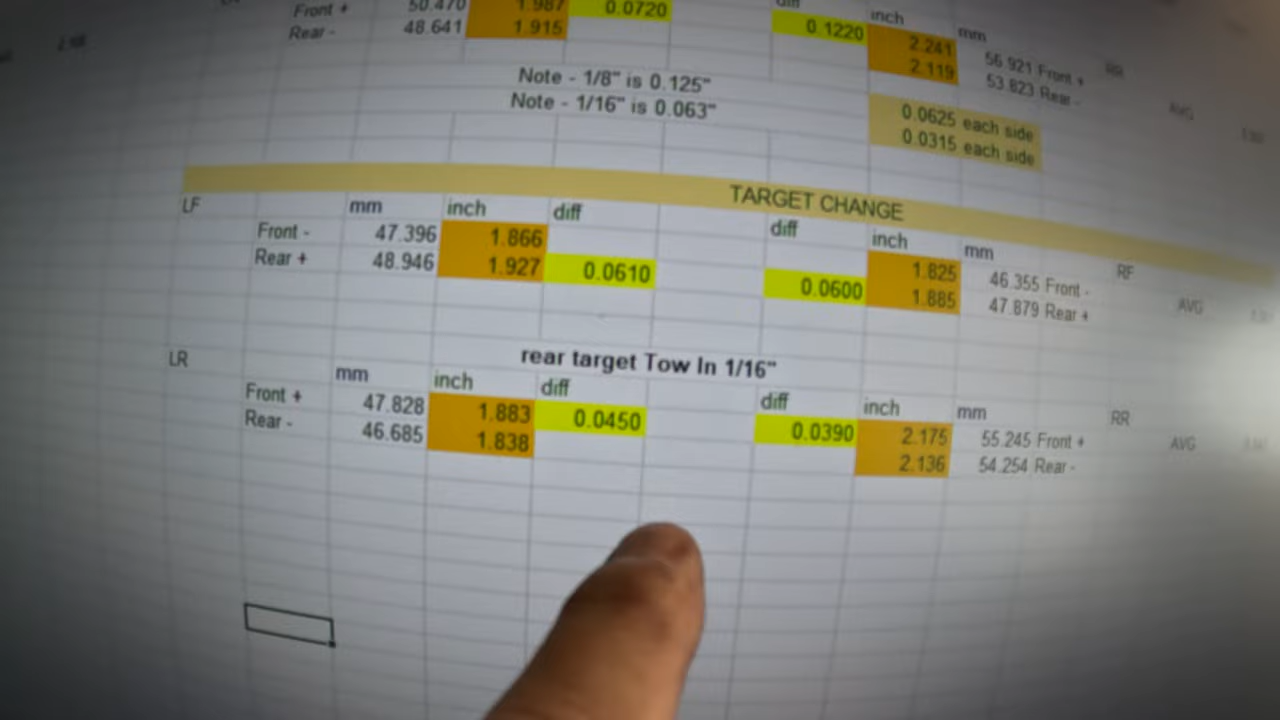 Front + 50.470 1.987 0.0720 diff inch mm
Rear - 48.641 1.915 0.1220 2.241 56.921 Front + RR
2.119 53.823 Rear - AVG
Note - 1/8" is 0.125"
Note - 1/16" is 0.063"
0.0625 each side
0.0315 each side
TARGET CHANGE
LF mm inch diff diff inch mm RF
Front - 47.396 1.866 1.825 46.355 Front -
Rear + 48.946 1.927 0.0610 0.0600 1.885 47.879 Rear + AVG
rear target Tow In 1/16"
LR mm inch diff diff inch mm RR
Front + 47.828 1.883 0.0450 0.0390 2.175 55.245 Front + AVG
Rear - 46.685 1.838 2.136 54.254 Rear -